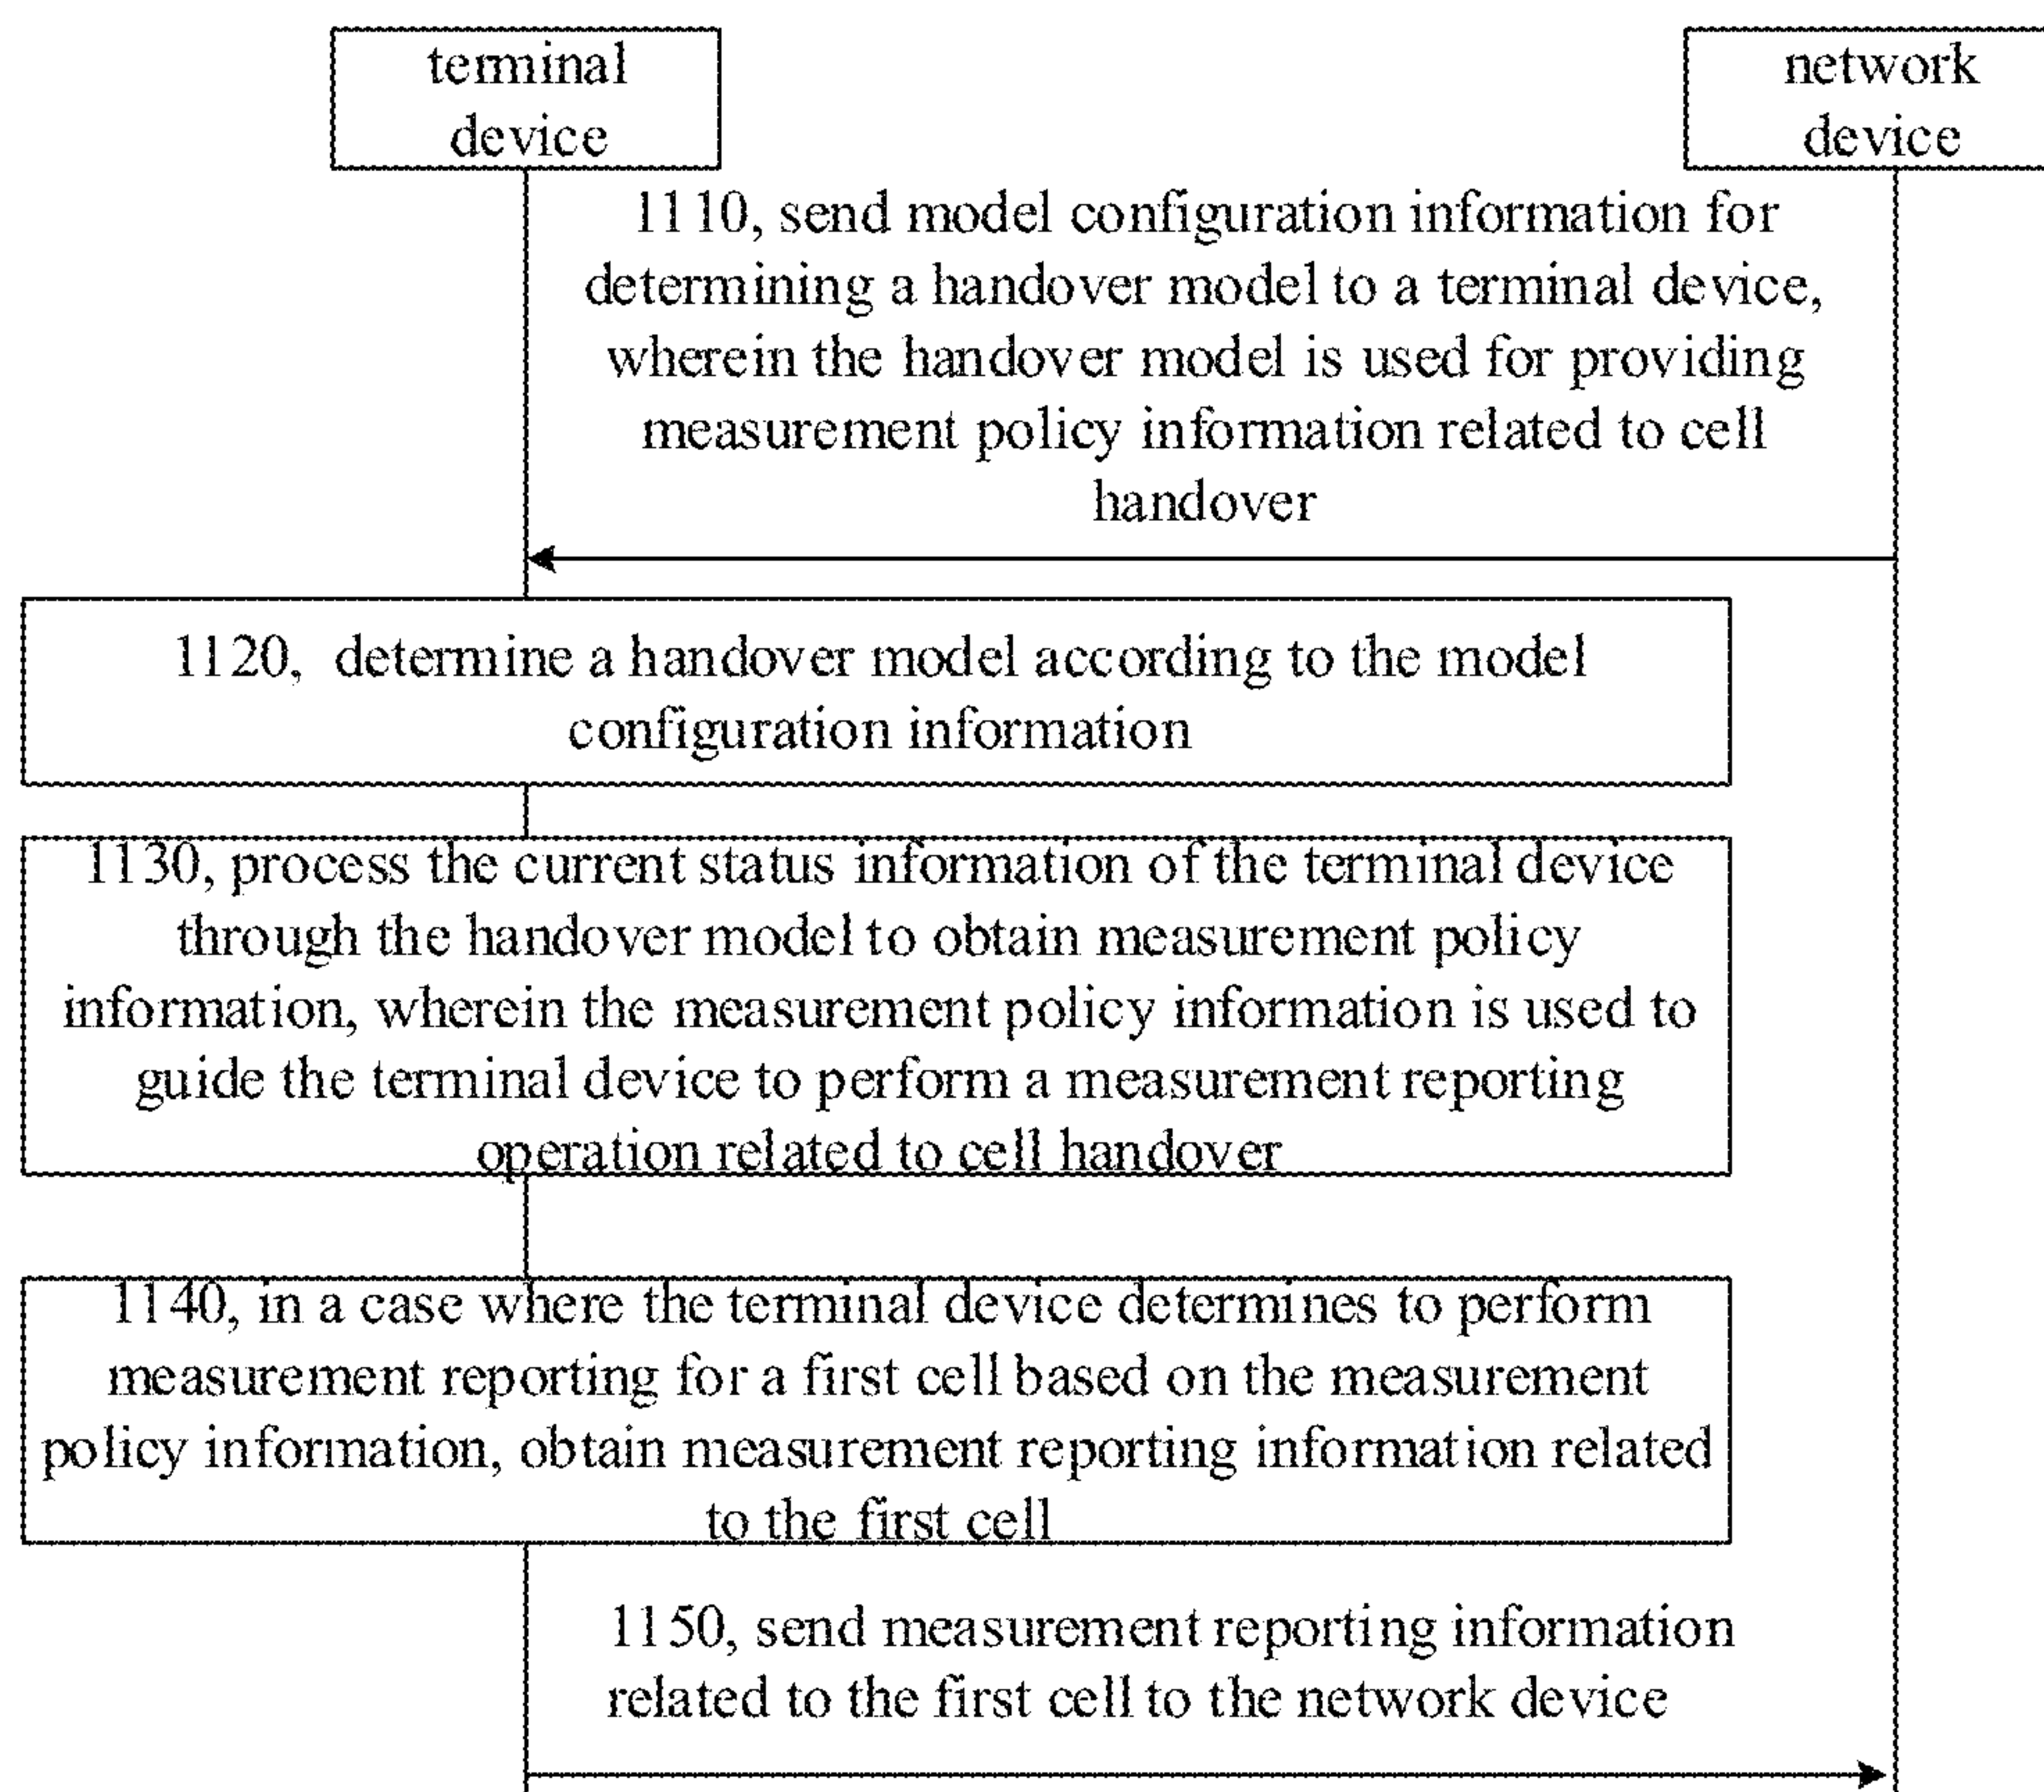 terminal
device
network
device
1110, send model configuration information for
determining a handover model to a terminal device,
wherein the handover model is used for providing
measurement policy information related to cell
handover
1120, determine a handover model according to the model
configuration information
1130, process the current status information of the terminal device
through the handover model to obtain measurement policy
information, wherein the measurement policy information is used to
guide the terminal device to perform a measurement reporting
operation related to cell handover
1140, in a case where the terminal device determines to perform
measurement reporting for a first cell based on the measurement
policy information, obtain measurement reporting information related
to the first cell
1150, send measurement reporting information
related to the first cell to the network device